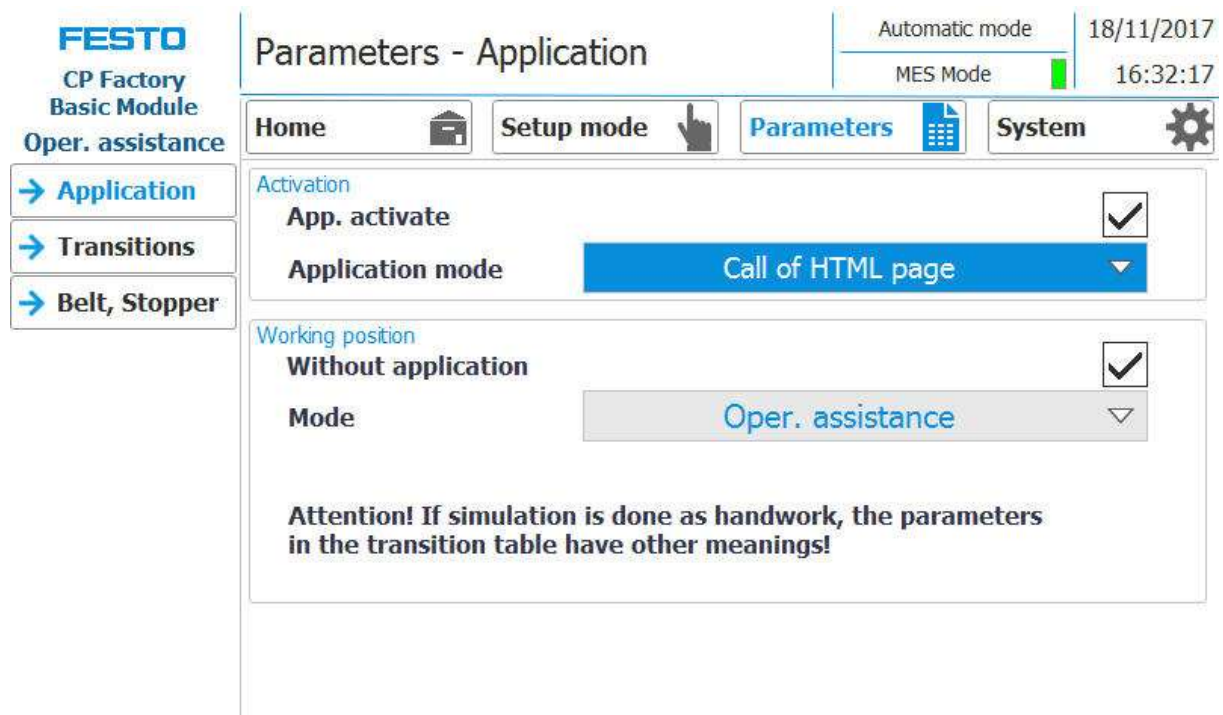 FESTO
CP Factory
Basic Module
Oper. assistance
Parameters - Application
Automatic mode
MES Mode
18/11/2017
16:32:17
Home
Setup mode
Parameters
System
Application
Transitions
Belt, Stopper
Activation
App. activate
Application mode
Call of HTML page
Working position
Without application
Mode
Oper. assistance
Attention! If simulation is done as handwork, the parameters
in the transition table have other meanings!